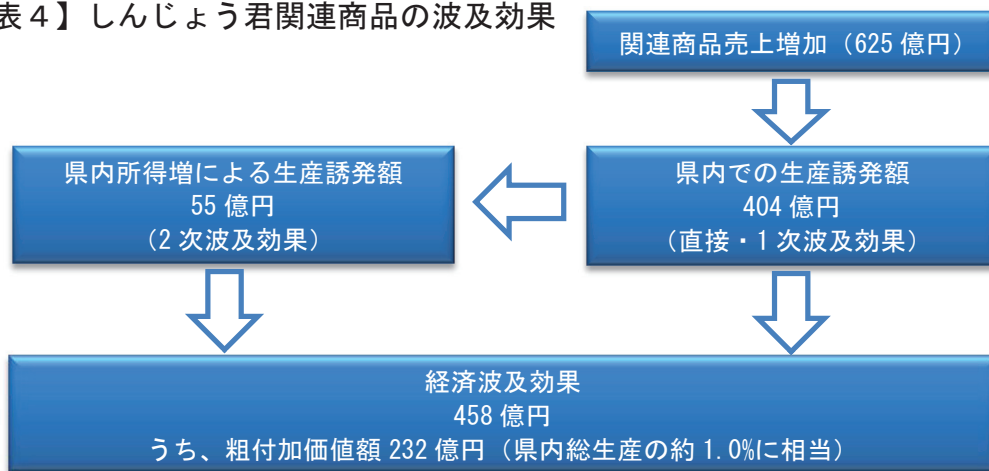 表４】しんじょう君関連商品の波及効果
関連商品売上増加（625 億円）
県内所得増による生産誘発額
55 億円
（2 次波及効果）
県内での生産誘発額
404 億円
（直接・1 次波及効果）
経済波及効果
458 億円
うち、粗付加価値額 232 億円（県内総生産の約 1.0%に相当）